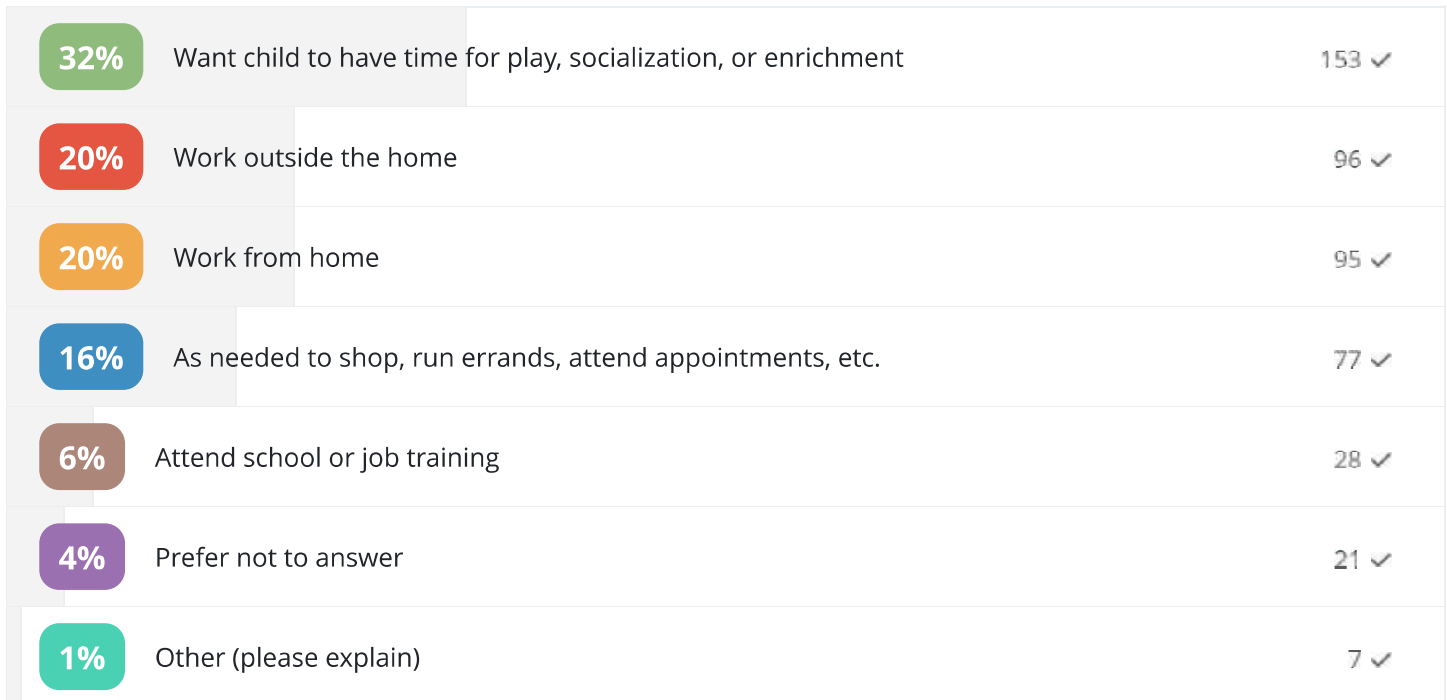 32% Want child to have time for play, socialization, or enrichment 153
20% Work outside the home 96
20% Work from home 95
16% As needed to shop, run errands, attend appointments, etc. 77
6% Attend school or job training 28
4% Prefer not to answer 21
1% Other (please explain) 7